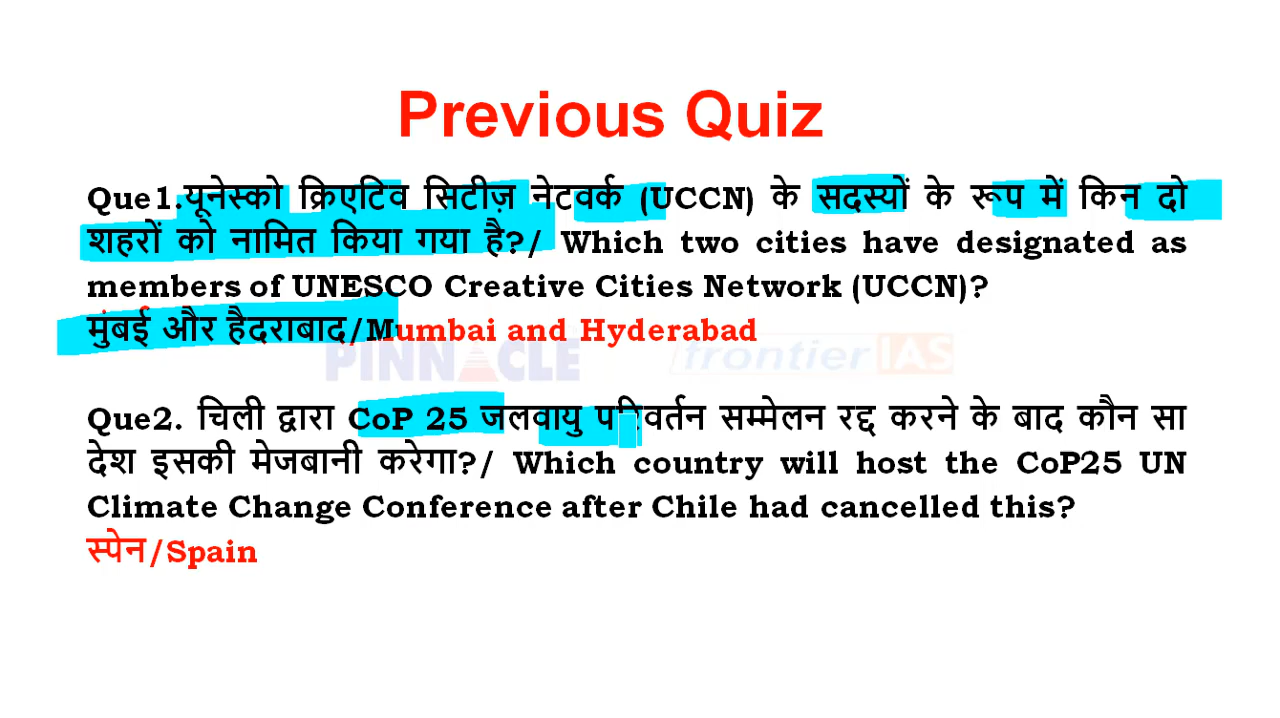 Previous Quiz
Que1.यूनेस्को क्रिएटिव सिटीज़ नेटवर्क (UCCN) के सदस्यों के रूप में किन दो
शहरों को नामित किया गया है?/ Which two cities have designated as
members of UNESCO Creative Cities Network (UCCN)?
मुंबई और हैदराबाद/Mumbai and Hyderabad
PINNACLE frontier IAS
Que2. चिली द्वारा CoP 25 जलवायु परिवर्तन सम्मेलन रद्द करने के बाद कौन सा
देश इसकी मेजबानी करेगा?/ Which country will host the CoP25 UN
Climate Change Conference after Chile had cancelled this?
स्पेन/Spain